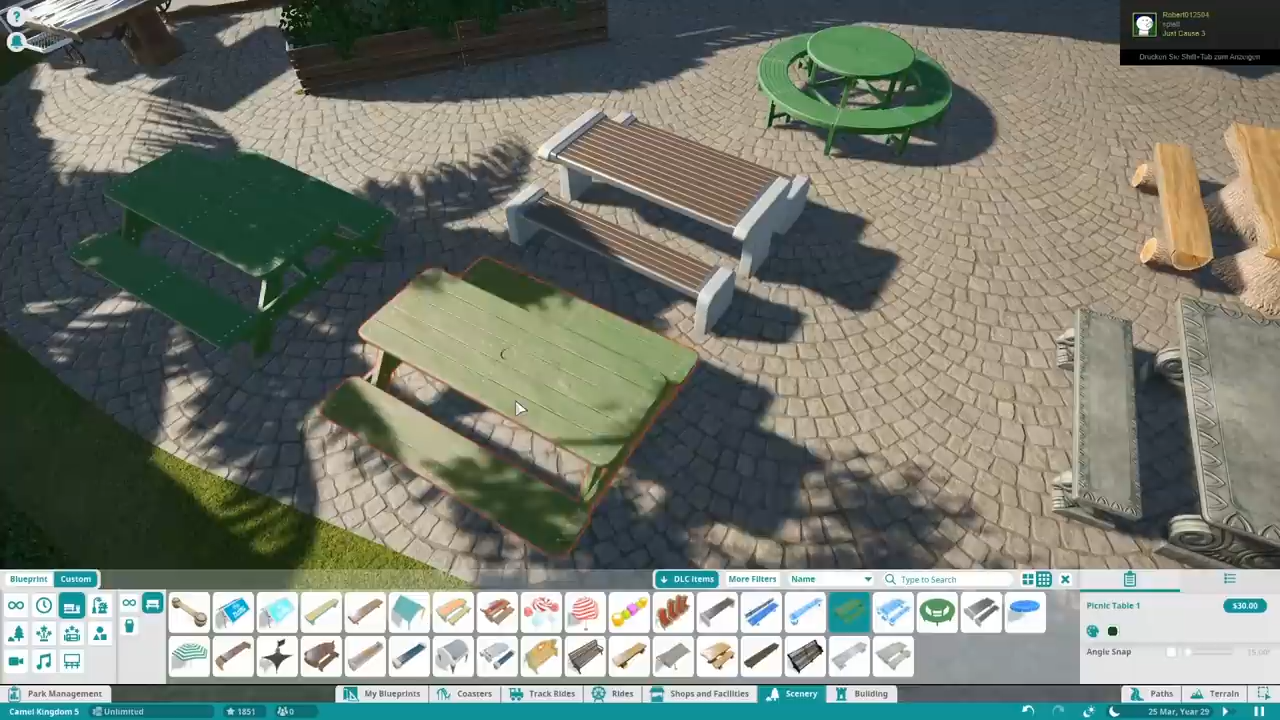 ?
Robert012504
spielt
Just Cause 3
Drücken Sie Shift+Tab zum Anzeigen
Blueprint
Custom
DLC Items
More Filters
Name
Type to Search
Picnic Table 1
$30.00
Angle Snap
15.00°
Park Management
My Blueprints
Coasters
Track Rides
Rides
Shops and Facilities
Scenery
Building
Paths
Terrain
Camel Kingdom 5
Unlimited
1851
0
25 Mar, Year 29